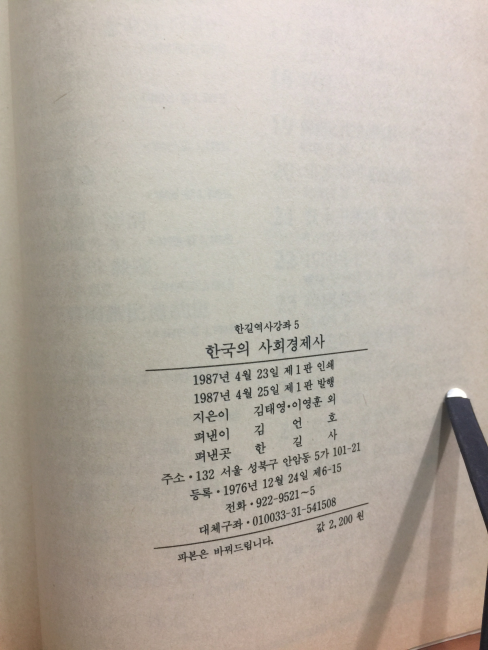 한길역사강좌 5
한국의 사회경제사
1987년 4월 23일 제1판 인쇄
1987년 4월 25일 제1판 발행
지은이 김태영·이영훈 외
펴낸이 김 언 호
펴낸곳 한 길 사
주소·132 서울 성북구 안암동 5가 101-21
등록·1976년 12월 24일 제6-15
전화·922-9521~5
대체구좌·010033-31-541508
값 2,200 원
파본은 바꿔드립니다.